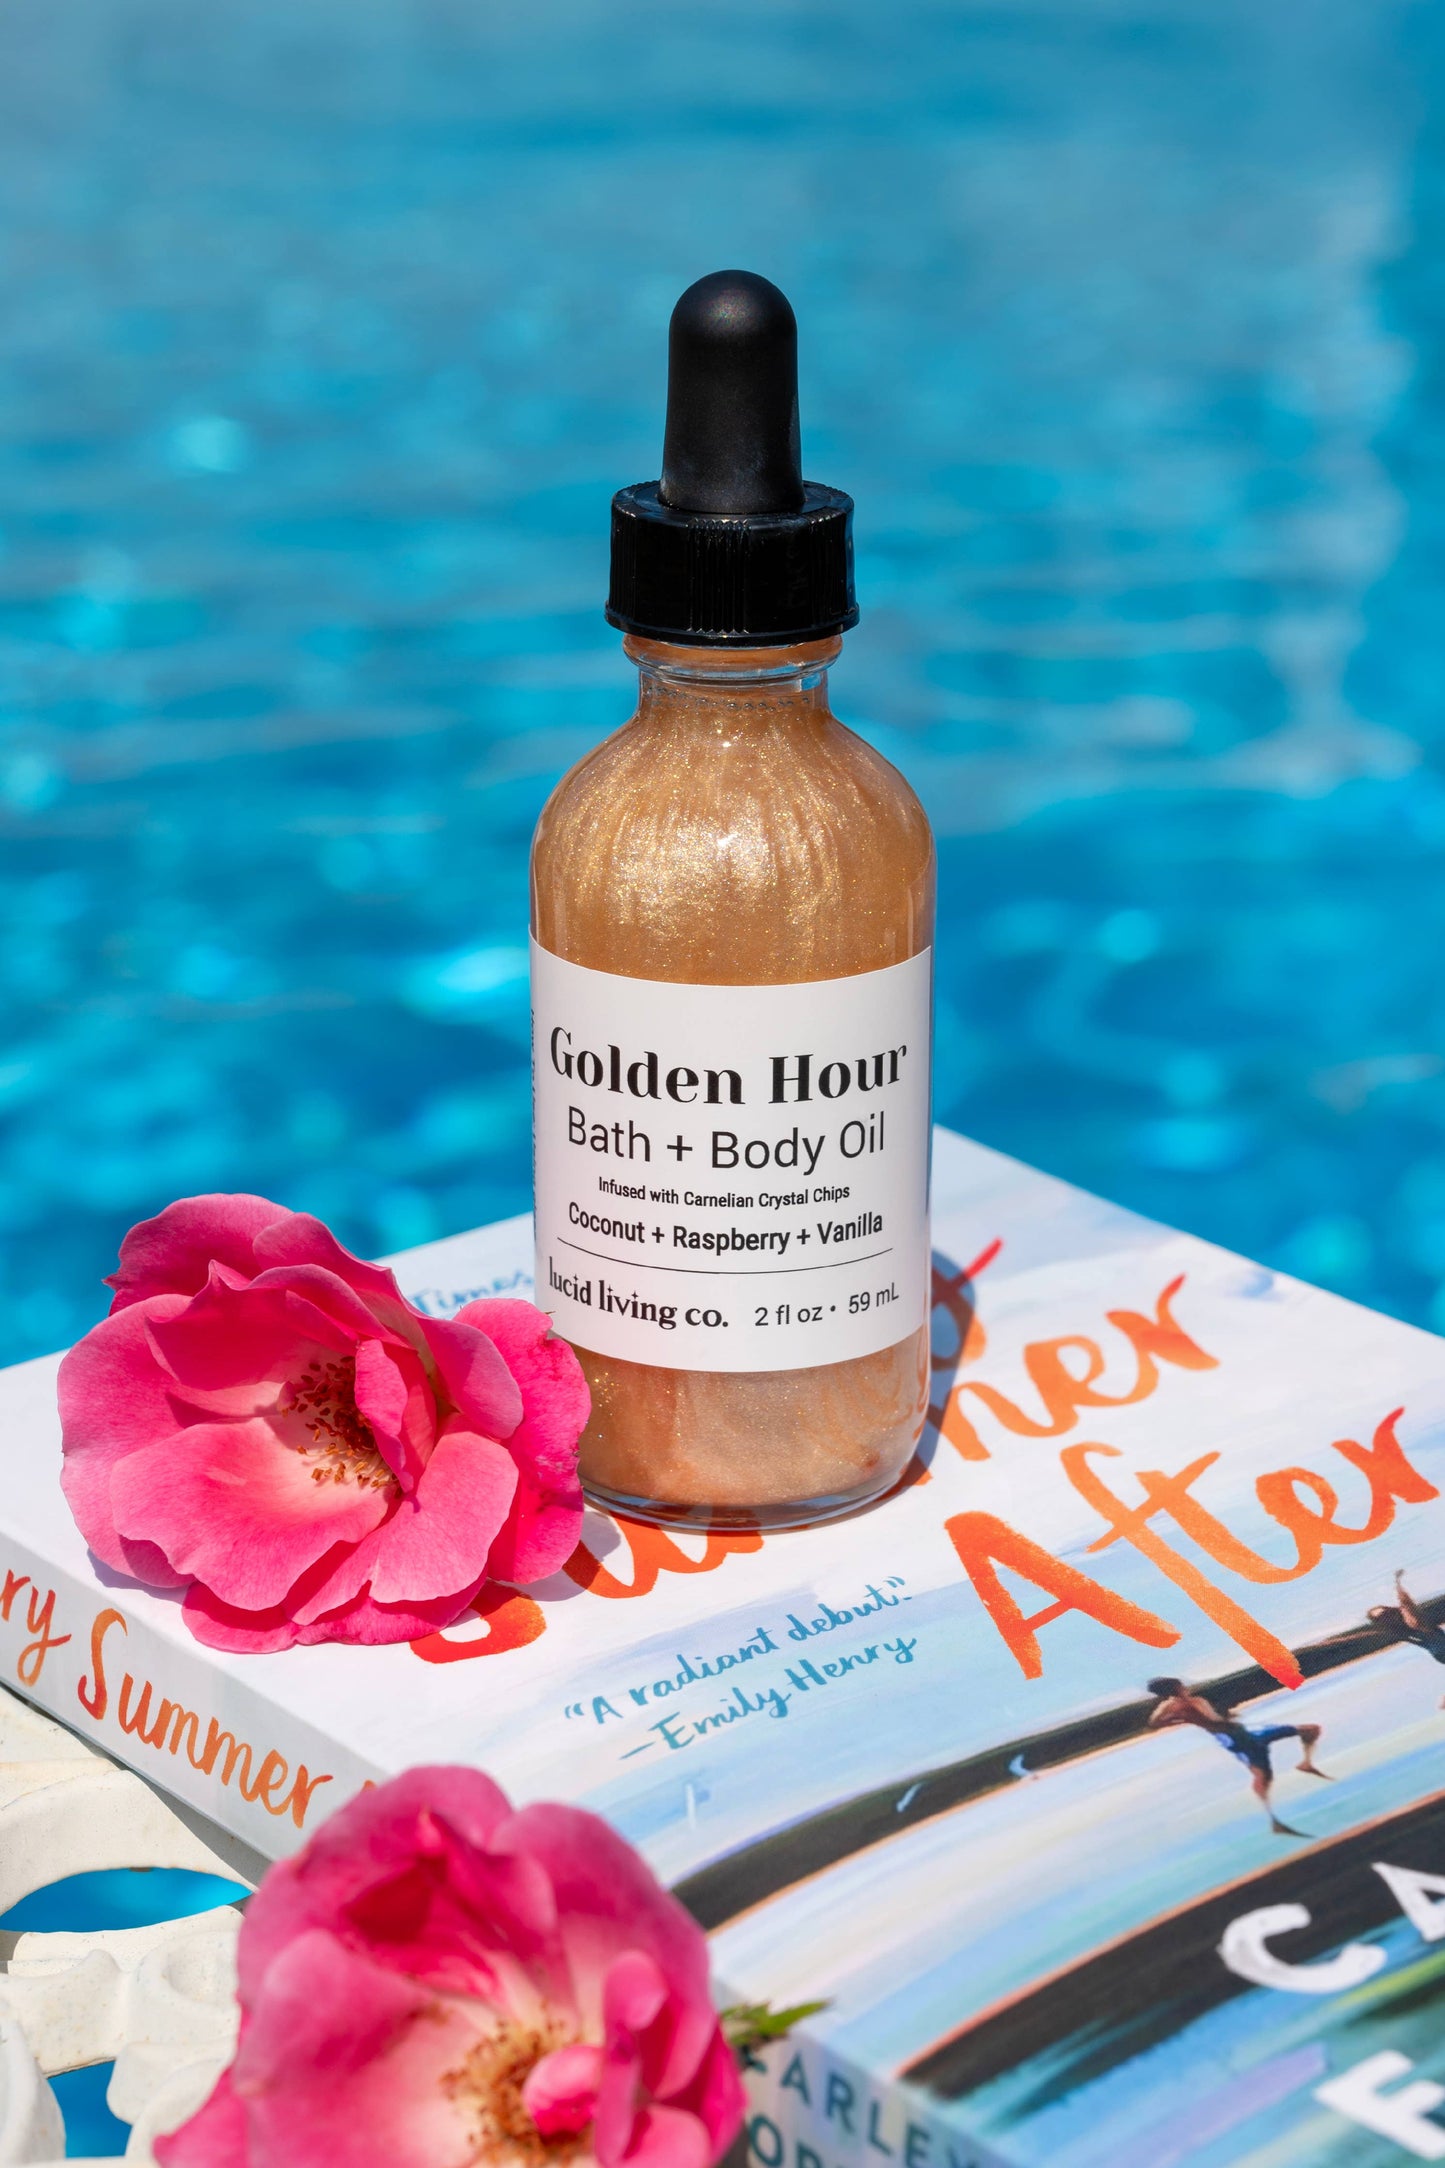 Golden Hour
Bath + Body Oil
Infused with Carnelian Crystal Chips
Coconut + Raspberry + Vanilla
lucid living co. 2 fl oz • 59 mL
Times
After
"A radiant debut."
—Emily Henry
Summer